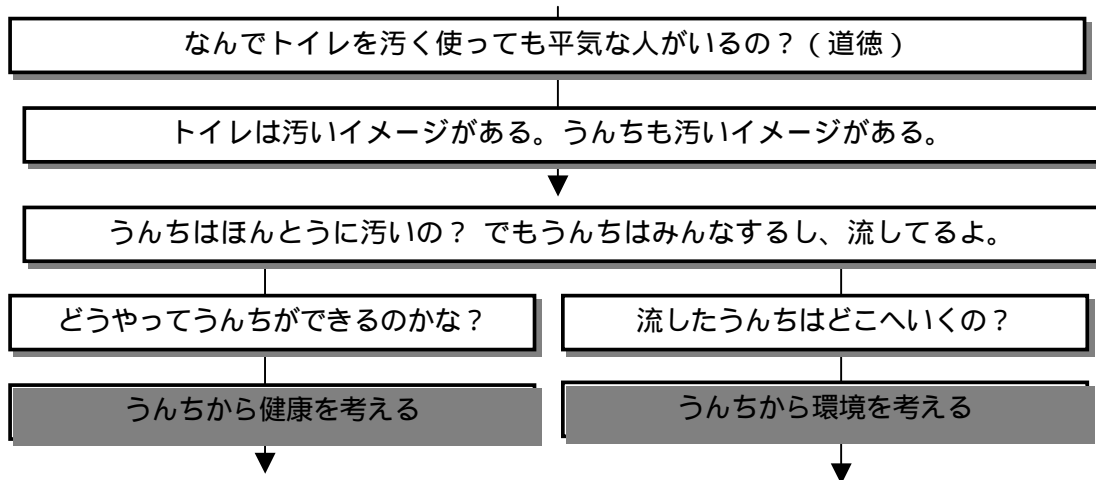 なんでトイレを汚く使っても平気な人がいるの？(道徳)
トイレは汚いイメージがある。うんちも汚いイメージがある。
うんちはほんとうに汚いの？ でもうんちはみんなするし、流してるよ。
どうやってうんちができるのかな？
流したうんちはどこへいくの？
うんちから健康を考える
うんちから環境を考える